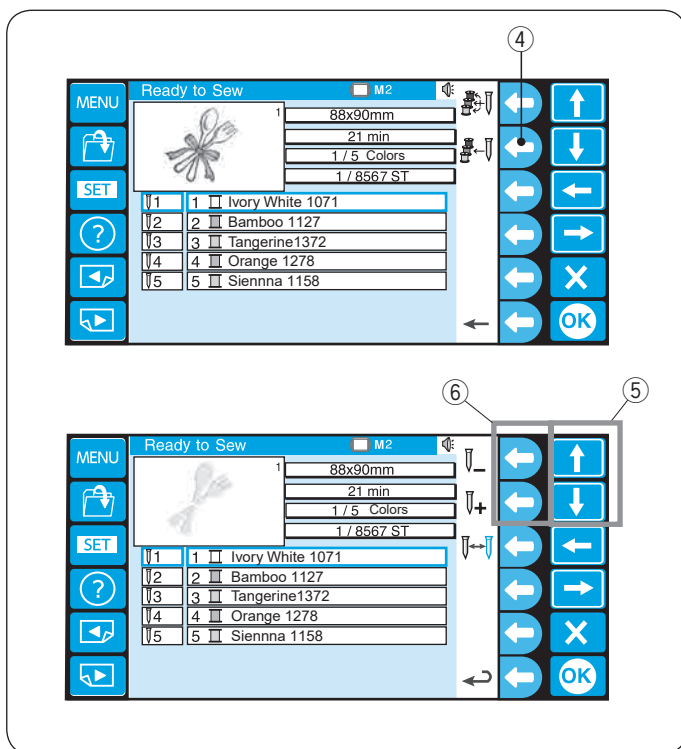 ④
MENU
Ready to Sew
M2
1
88x90mm
21 min
1 / 5 Colors
1 / 8567 ST
SET
1 1 Ivory White 1071
?
2 2 Bamboo 1127
3 3 Tangerine1372
4 4 Orange 1278
5 5 Siennna 1158
X
OK
⑥ ⑤
MENU
Ready to Sew
M2
1
88x90mm
21 min
1 / 5 Colors
1 / 8567 ST
SET
1 1 Ivory White 1071
?
2 2 Bamboo 1127
3 3 Tangerine1372
4 4 Orange 1278
5 5 Siennna 1158
X
OK